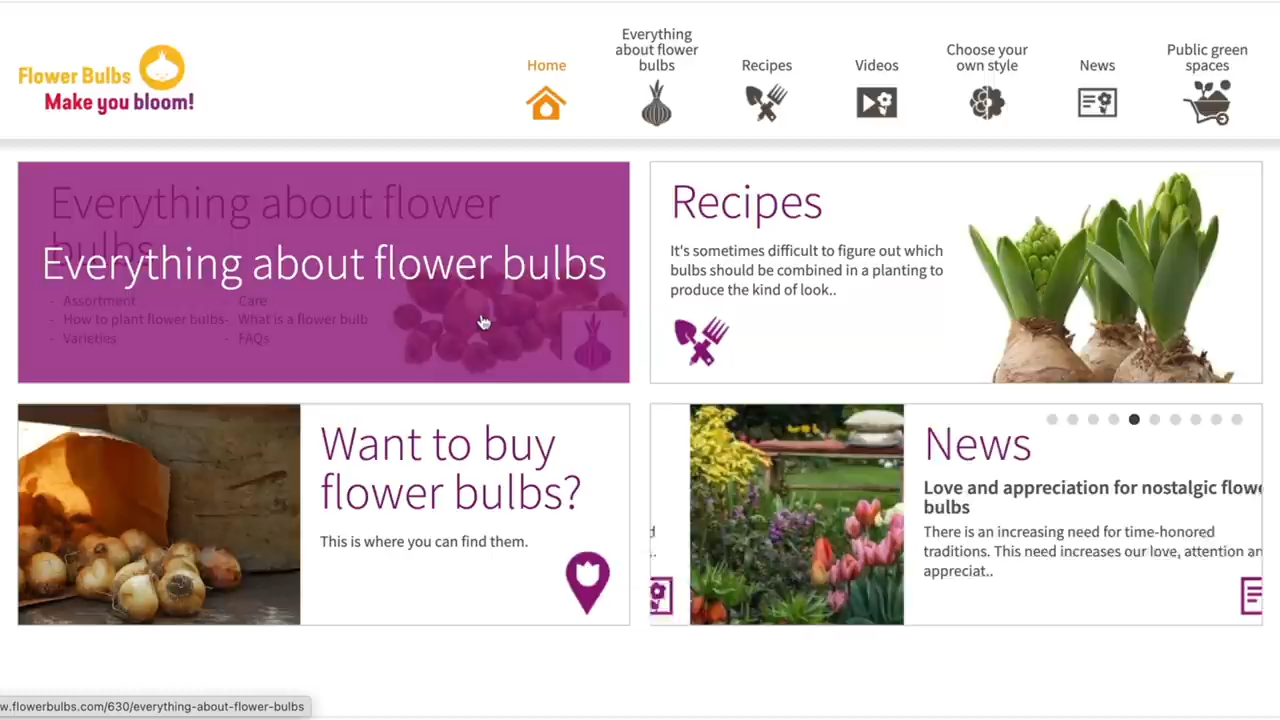 Flower Bulbs
Make you bloom!
Home
Everything
about flower
bulbs
Recipes
Videos
Choose your
own style
News
Public green
spaces
Everything about flower
bulbs
Everything about flower bulbs
- Assortment
- How to plant flower bulbs
- Varieties
- Care
- What is a flower bulb
- FAQs
Recipes
It's sometimes difficult to figure out which
bulbs should be combined in a planting to
produce the kind of look..
Want to buy
flower bulbs?
This is where you can find them.
News
Love and appreciation for nostalgic flowe
bulbs
There is an increasing need for time-honored
traditions. This need increases our love, attention an
appreciat..
w.flowerbulbs.com/630/everything-about-flower-bulbs